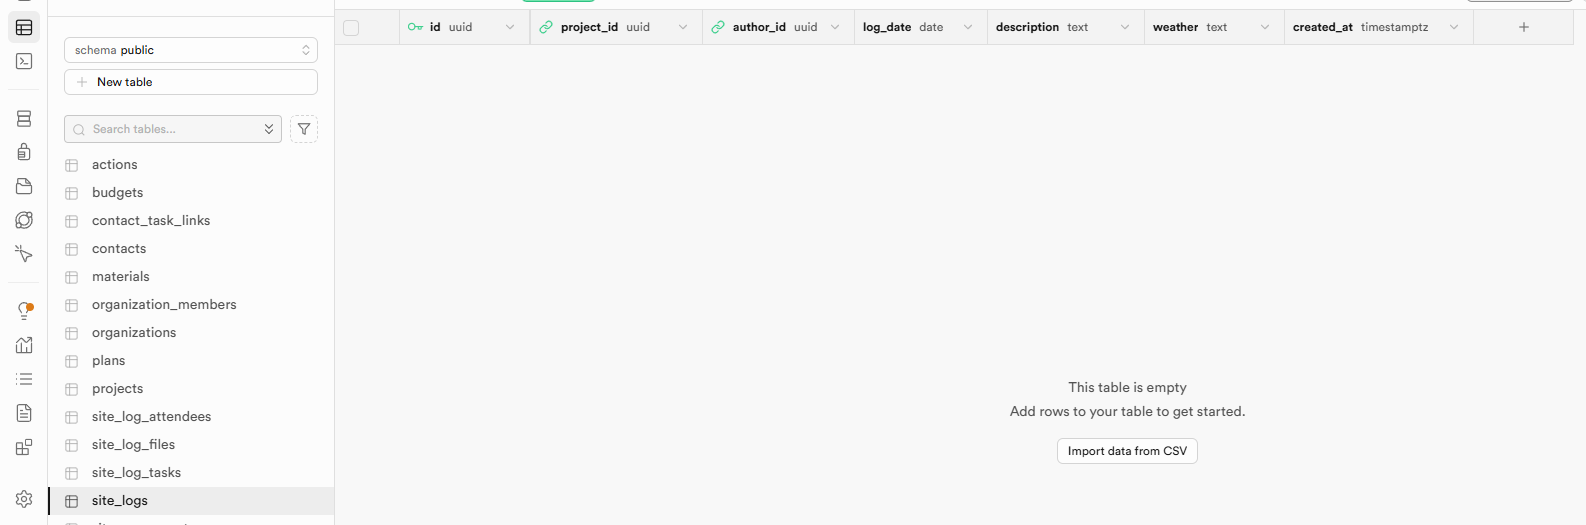 schema public
New table
Search tables...
actions
budgets
contact_task_links
contacts
materials
organization_members
organizations
plans
projects
site_log_attendees
site_log_files
site_log_tasks
site_logs
id uuid project_id uuid author_id uuid log_date date description text weather text created_at timestamptz
This table is empty
Add rows to your table to get started.
Import data from CSV